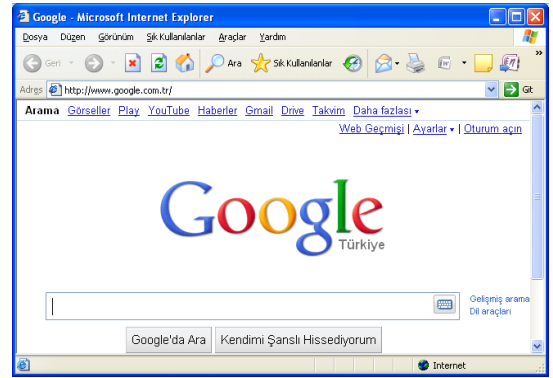 Google - Microsoft Internet Explorer
Dosya Düzen Görünüm Sık Kullanılanlar Araçlar Yardım
Geri Ara Sık Kullanılanlar
Adres http://www.google.com.tr/ Git
Arama Görseller Play YouTube Haberler Gmail Drive Takvim Daha fazlası
Web Geçmişi | Ayarlar | Oturum açın
Google
Türkiye
Gelişmiş arama
Dil araçları
Google'da Ara Kendimi Şanslı Hissediyorum
Internet